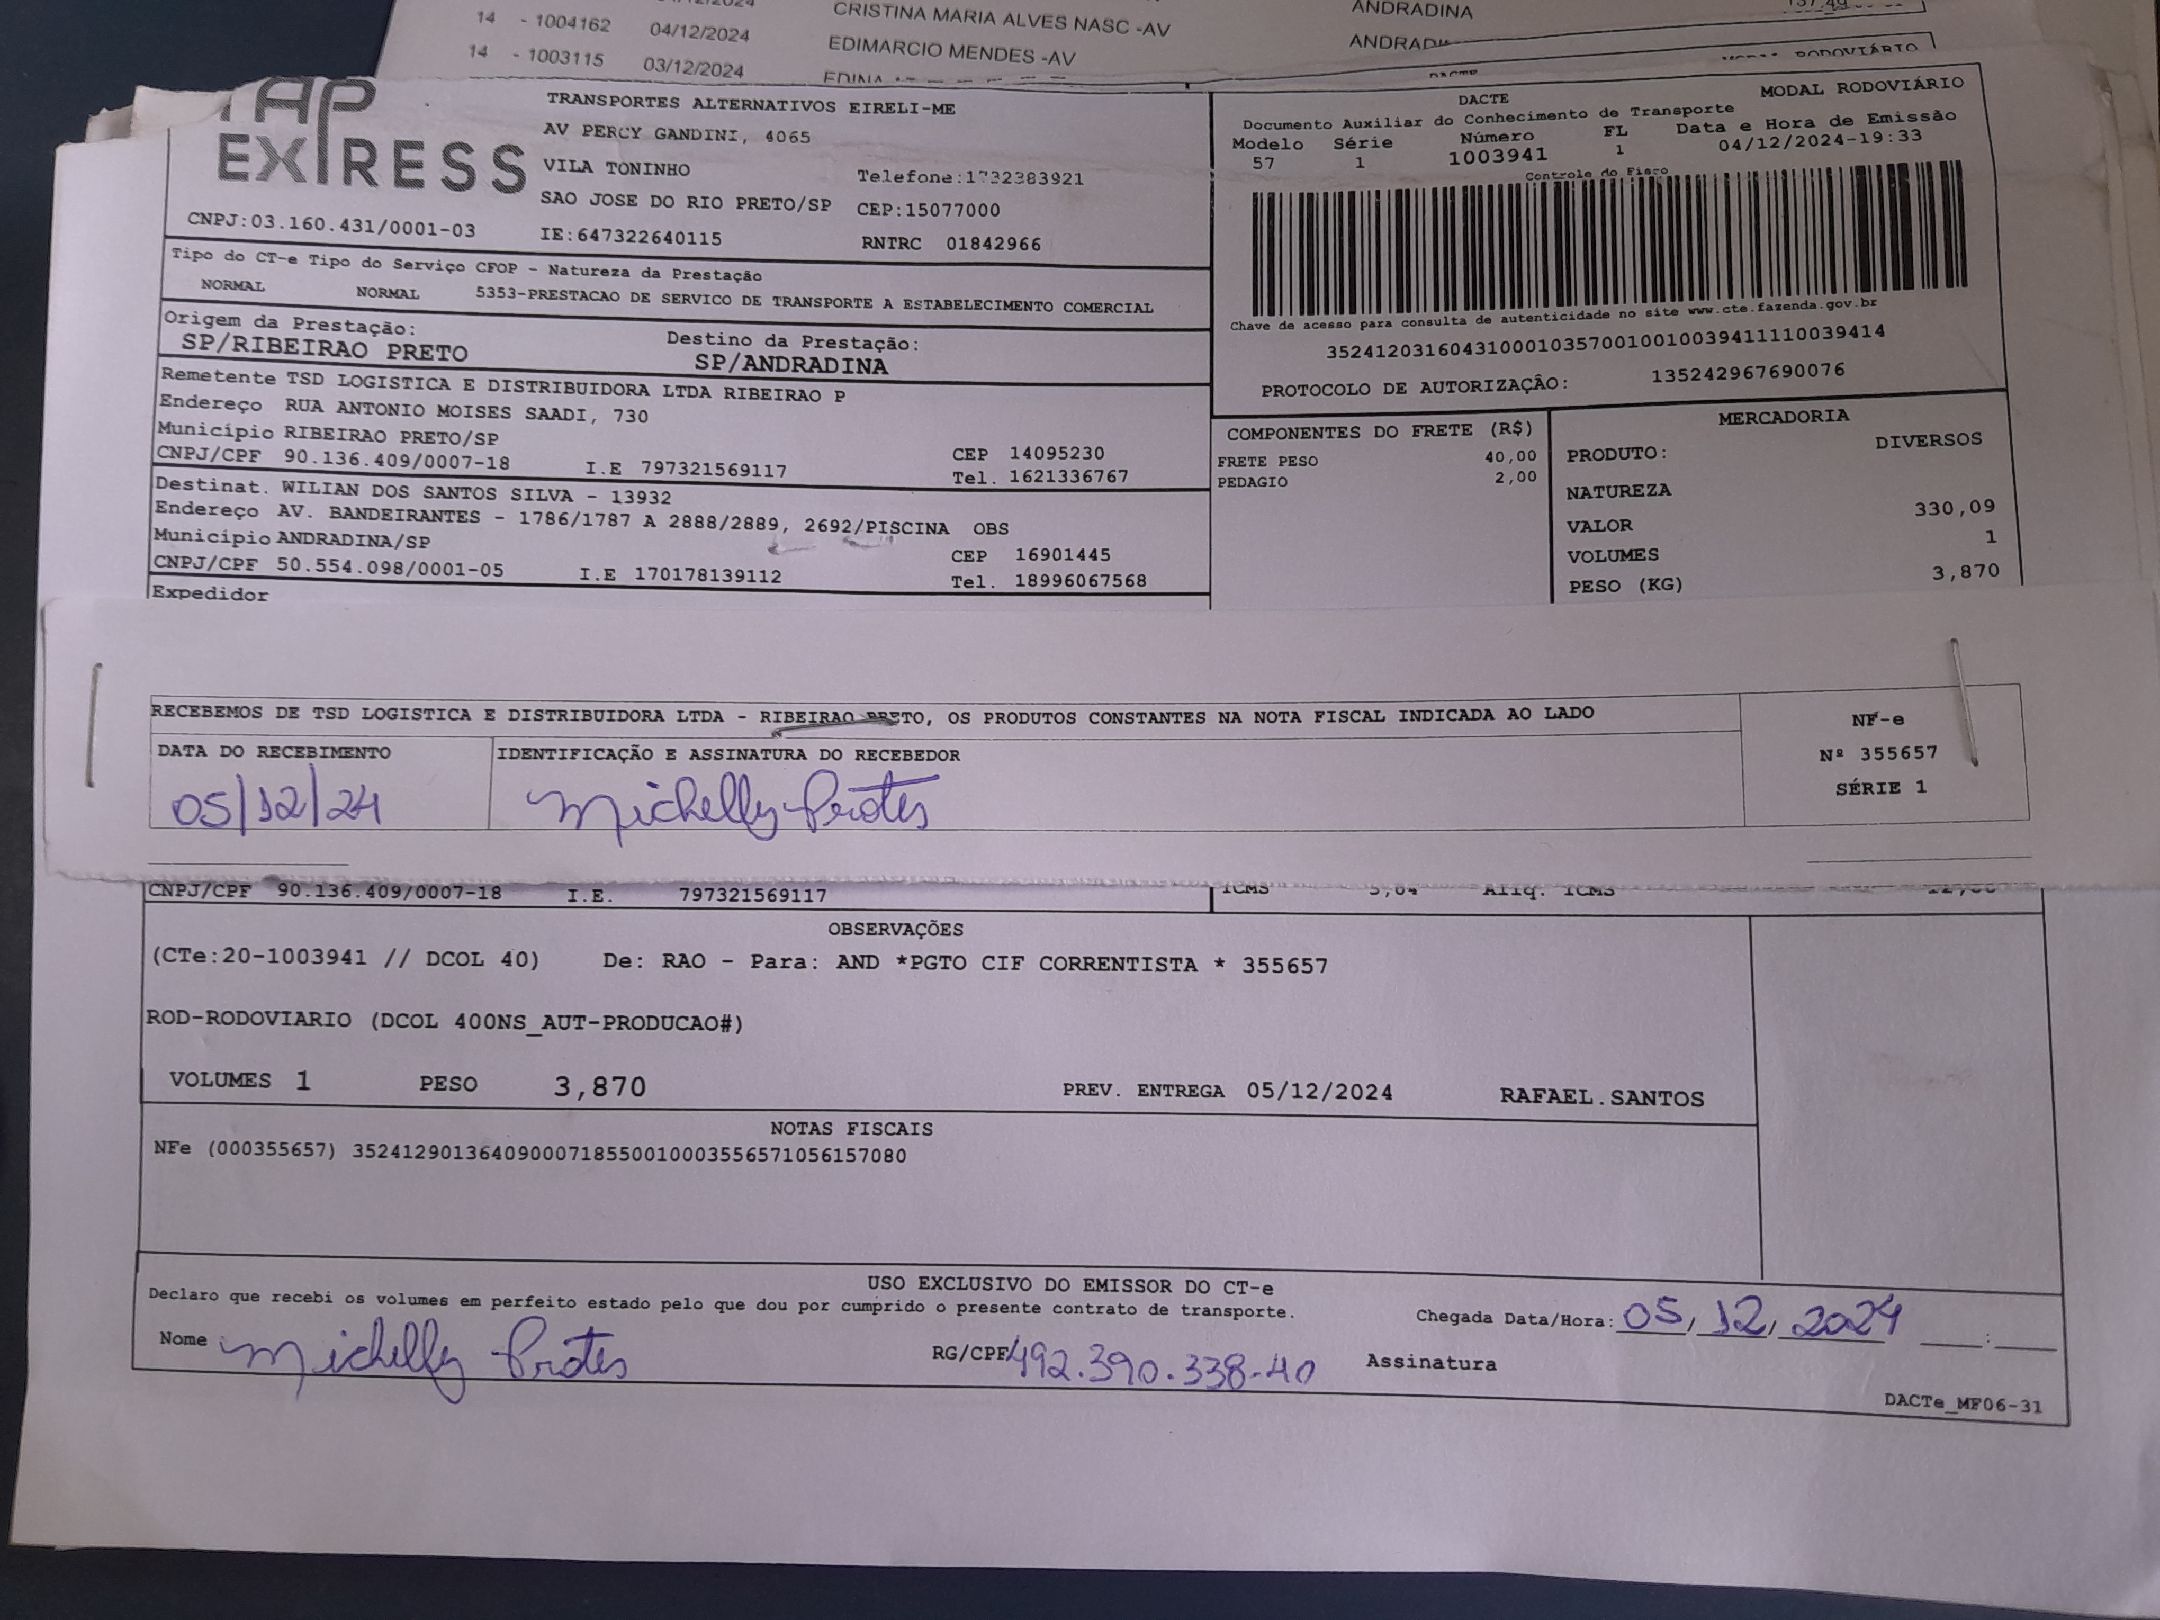 04/12/2024 CRISTINA MARIA ALVES NASC -AV ANDRADINA
14 - 1004162 04/12/2024 EDIMARCIO MENDES -AV
14 - 1003115 03/12/2024
TAP EXPRESS
TRANSPORTES ALTERNATIVOS EIRELI-ME
AV PERCY GANDINI, 4065
VILA TONINHO Telefone:1732383921
SAO JOSE DO RIO PRETO/SP CEP:15077000
CNPJ:03.160.431/0001-03 IE:647322640115 RNTRC 01842966
DACTE MODAL RODOVIÁRIO
Documento Auxiliar do Conhecimento de Transporte
Modelo Série Número FL Data e Hora de Emissão
57 1 1003941 1 04/12/2024-19:33
Controle do Fisco
Chave de acesso para consulta de autenticidade no site www.cte.fazenda.gov.br
35241203160431000103570010010039411110039414
PROTOCOLO DE AUTORIZAÇÃO: 135242967690076
Tipo do CT-e Tipo do Serviço CFOP - Natureza da Prestação
NORMAL NORMAL 5353-PRESTACAO DE SERVICO DE TRANSPORTE A ESTABELECIMENTO COMERCIAL
Origem da Prestação: Destino da Prestação:
SP/RIBEIRAO PRETO SP/ANDRADINA
Remetente TSD LOGISTICA E DISTRIBUIDORA LTDA RIBEIRAO P
Endereço RUA ANTONIO MOISES SAADI, 730
Município RIBEIRAO PRETO/SP CEP 14095230
CNPJ/CPF 90.136.409/0007-18 I.E 797321569117 Tel. 1621336767
Destinat. WILIAN DOS SANTOS SILVA - 13932
Endereço AV. BANDEIRANTES - 1786/1787 A 2888/2889, 2692/PISCINA OBS
Município ANDRADINA/SP CEP 16901445
CNPJ/CPF 50.554.098/0001-05 I.E 170178139112 Tel. 18996067568
Expedidor
COMPONENTES DO FRETE (R$)
FRETE PESO 40,00
PEDAGIO 2,00
MERCADORIA
PRODUTO: DIVERSOS
NATUREZA
VALOR 330,09
VOLUMES 1
PESO (KG) 3,870
RECEBEMOS DE TSD LOGISTICA E DISTRIBUIDORA LTDA - RIBEIRAO PRETO, OS PRODUTOS CONSTANTES NA NOTA FISCAL INDICADA AO LADO
DATA DO RECEBIMENTO IDENTIFICAÇÃO E ASSINATURA DO RECEBEDOR
05/12/24 Michelly Protes
NF-e
Nº 355657
SÉRIE 1
CNPJ/CPF 90.136.409/0007-18 I.E. 797321569117 ICMS 5,04 Alíq. ICMS
OBSERVAÇÕES
(CTe:20-1003941 // DCOL 40) De: RAO - Para: AND *PGTO CIF CORRENTISTA * 355657
ROD-RODOVIARIO (DCOL 400NS_AUT-PRODUCAO#)
VOLUMES 1 PESO 3,870 PREV. ENTREGA 05/12/2024 RAFAEL.SANTOS
NOTAS FISCAIS
NFe (000355657) 35241290136409000718550010003556571056157080
USO EXCLUSIVO DO EMISSOR DO CT-e
Declaro que recebi os volumes em perfeito estado pelo que dou por cumprido o presente contrato de transporte.
Chegada Data/Hora: 05/12/2024 :
Nome Michelly Protes RG/CPF 492.390.338-40 Assinatura
DACTe_MF06-31